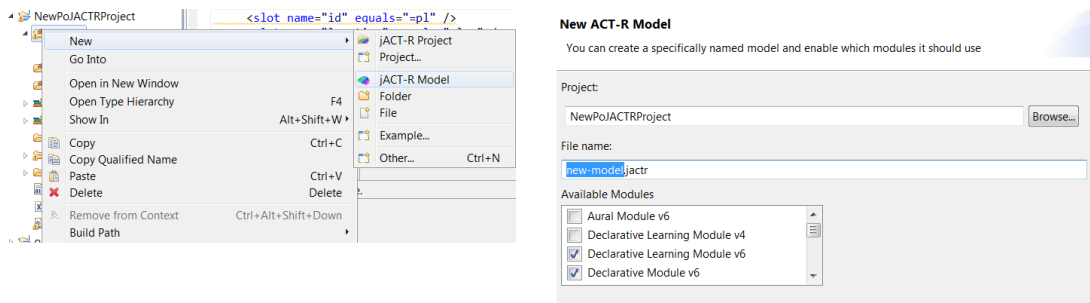 NewPoJACTRProject
<slot name="id" equals="=pl" />
New
Go Into
Open in New Window
Open Type Hierarchy F4
Show In Alt+Shift+W
Copy Ctrl+C
Copy Qualified Name
Paste Ctrl+V
Delete Delete
Remove from Context Ctrl+Alt+Shift+Down
Build Path
jACT-R Project
Project...
jACT-R Model
Folder
File
Example...
Other... Ctrl+N
New ACT-R Model
You can create a specifically named model and enable which modules it should use
Project:
NewPoJACTRProject
Browse...
File name:
new-model.jactr
Available Modules
Aural Module v6
Declarative Learning Module v4
Declarative Learning Module v6
Declarative Module v6